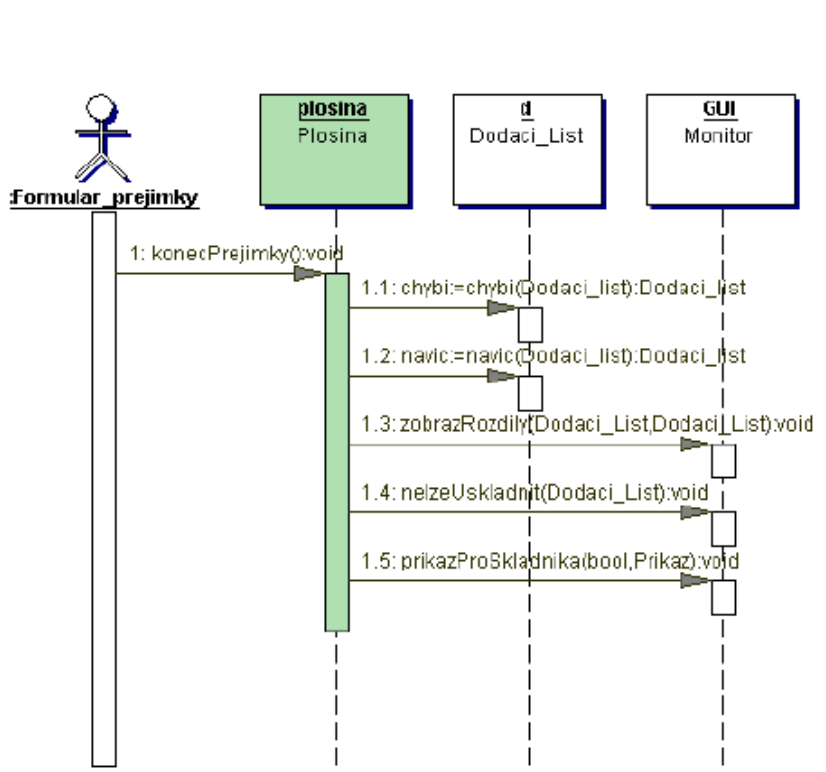 plosina
Plosina
d
Dodaci_List
GUI
Monitor
:Formular_prejimky
1: konecPrejimky():void
1.1: chybi:=chybi(Dodaci_list):Dodaci_list
1.2: navic:=navic(Dodaci_list):Dodaci_list
1.3: zobrazRozdily(Dodaci_List,Dodaci_List):void
1.4: nelzeUskladnit(Dodaci_List):void
1.5: prikazProSkladnika(bool,Prikaz):void